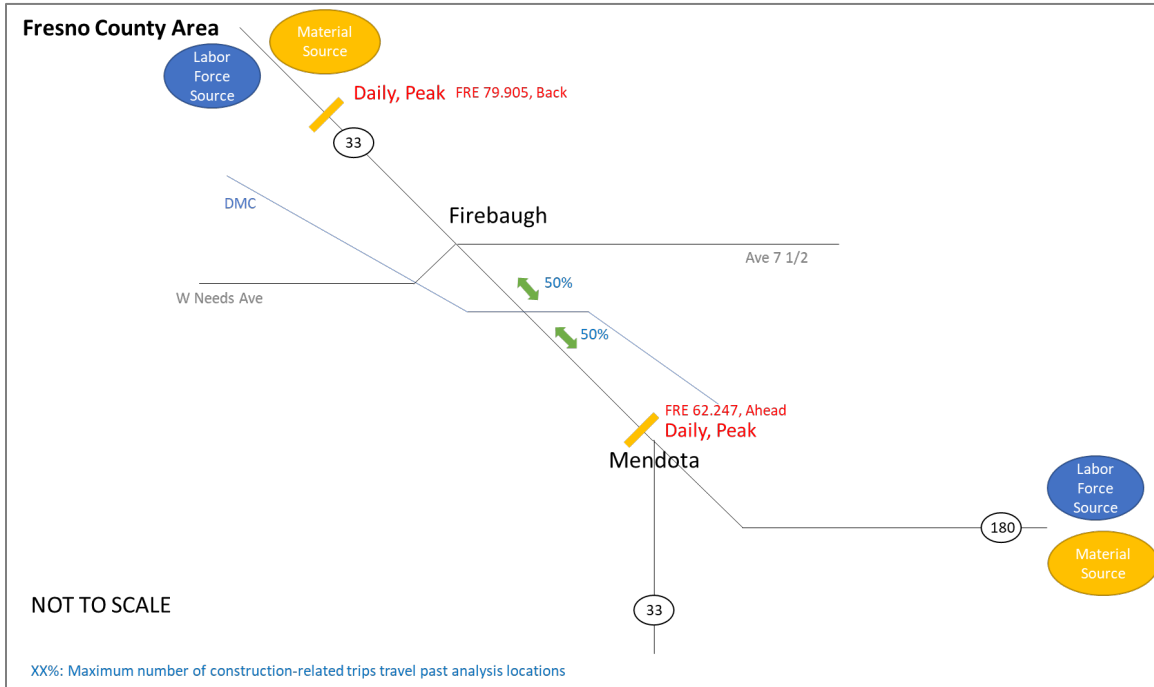 Fresno County Area
Material
Source
Labor
Force
Source
Daily, Peak FRE 79.905, Back
33
DMC
Firebaugh
Ave 7 1/2
50%
W Needs Ave
50%
FRE 62.247, Ahead
Daily, Peak
Mendota
Labor
Force
Source
180
Material
Source
NOT TO SCALE
33
XX%: Maximum number of construction-related trips travel past analysis locations